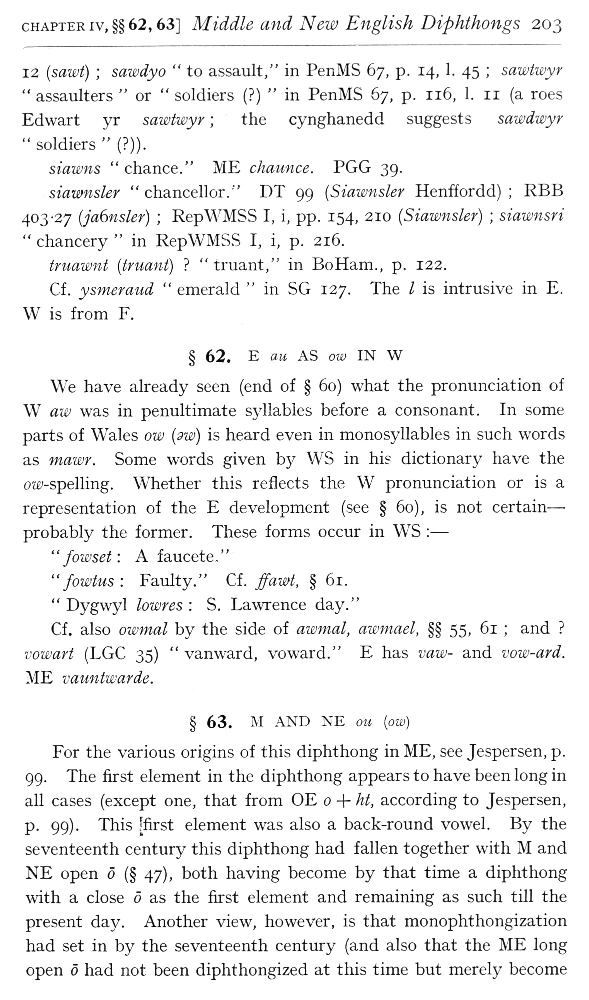 CHAPTER IV, §§ 62, 63] Middle and New English Diphthongs 203
12 (sawt) ; sawdyo “ to assault,” in PenMS 67, p. 14, l. 45 ; sawtwyr
“ assaulters ” or “ soldiers (?) ” in PenMS 67, p. 116, l. 11 (a roes
Edwart yr sawtwyr ; the cynghanedd suggests sawdwyr
“ soldiers ” (?)).
siawns “ chance.” ME chaunce. PGG 39.
siawnsler “ chancellor.” DT 99 (Siawnsler Henffordd) ; RBB
403·27 (ja6nsler) ; RepWMSS I, i, pp. 154, 210 (Siawnsler) ; siawnsri
“ chancery ” in RepWMSS I, i, p. 216.
truawnt (truant) ? “ truant,” in BoHam., p. 122.
Cf. ysmeraud “ emerald ” in SG 127. The l is intrusive in E.
W is from F.
§ 62. E au AS ow IN W
We have already seen (end of § 60) what the pronunciation of
W aw was in penultimate syllables before a consonant. In some
parts of Wales ow (əw) is heard even in monosyllables in such words
as mawr. Some words given by WS in his dictionary have the
ow-spelling. Whether this reflects the W pronunciation or is a
representation of the E development (see § 60), is not certain—
probably the former. These forms occur in WS :—
“ fowset : A faucete.”
“ fowtus : Faulty.” Cf. ffawt, § 61.
“ Dygwyl lowres : S. Lawrence day.”
Cf. also owmal by the side of awmal, awmael, §§ 55, 61 ; and ?
vowart (LGC 35) “ vanward, voward.” E has vaw- and vow-ard.
ME vauntwarde.
§ 63. M AND NE ou (ow)
For the various origins of this diphthong in ME, see Jespersen, p.
99. The first element in the diphthong appears to have been long in
all cases (except one, that from OE o + ht, according to Jespersen,
p. 99). This [first element was also a back-round vowel. By the
seventeenth century this diphthong had fallen together with M and
NE open ō (§ 47), both having become by that time a diphthong
with a close ō as the first element and remaining as such till the
present day. Another view, however, is that monophthongization
had set in by the seventeenth century (and also that the ME long
open ō had not been diphthongized at this time but merely become